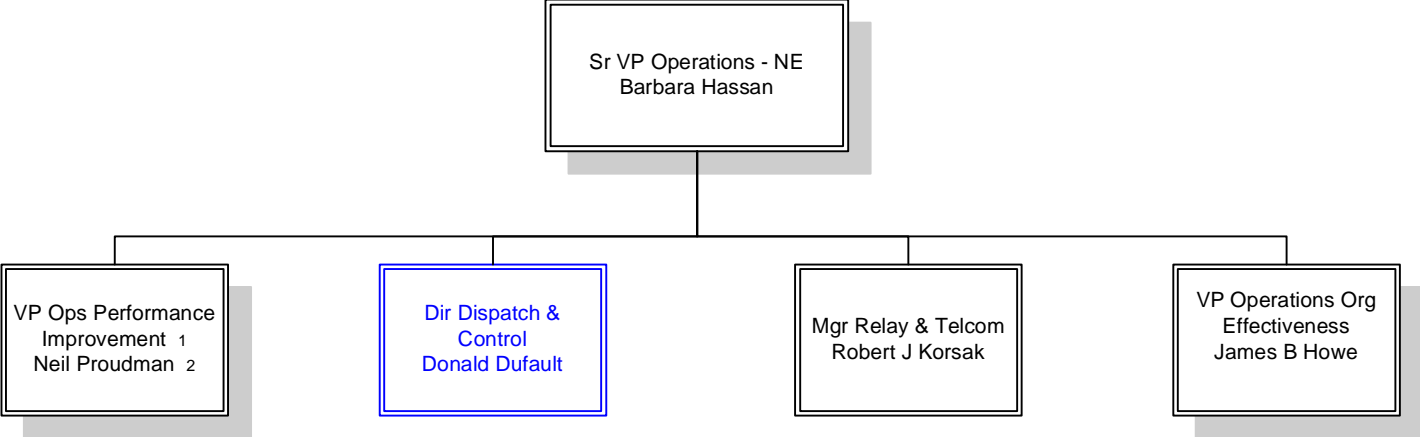 Sr VP Operations - NE
Barbara Hassan
VP Ops Performance
Improvement 1
Neil Proudman 2
Dir Dispatch &
Control
Donald Dufault
Mgr Relay & Telcom
Robert J Korsak
VP Operations Org
Effectiveness
James B Howe